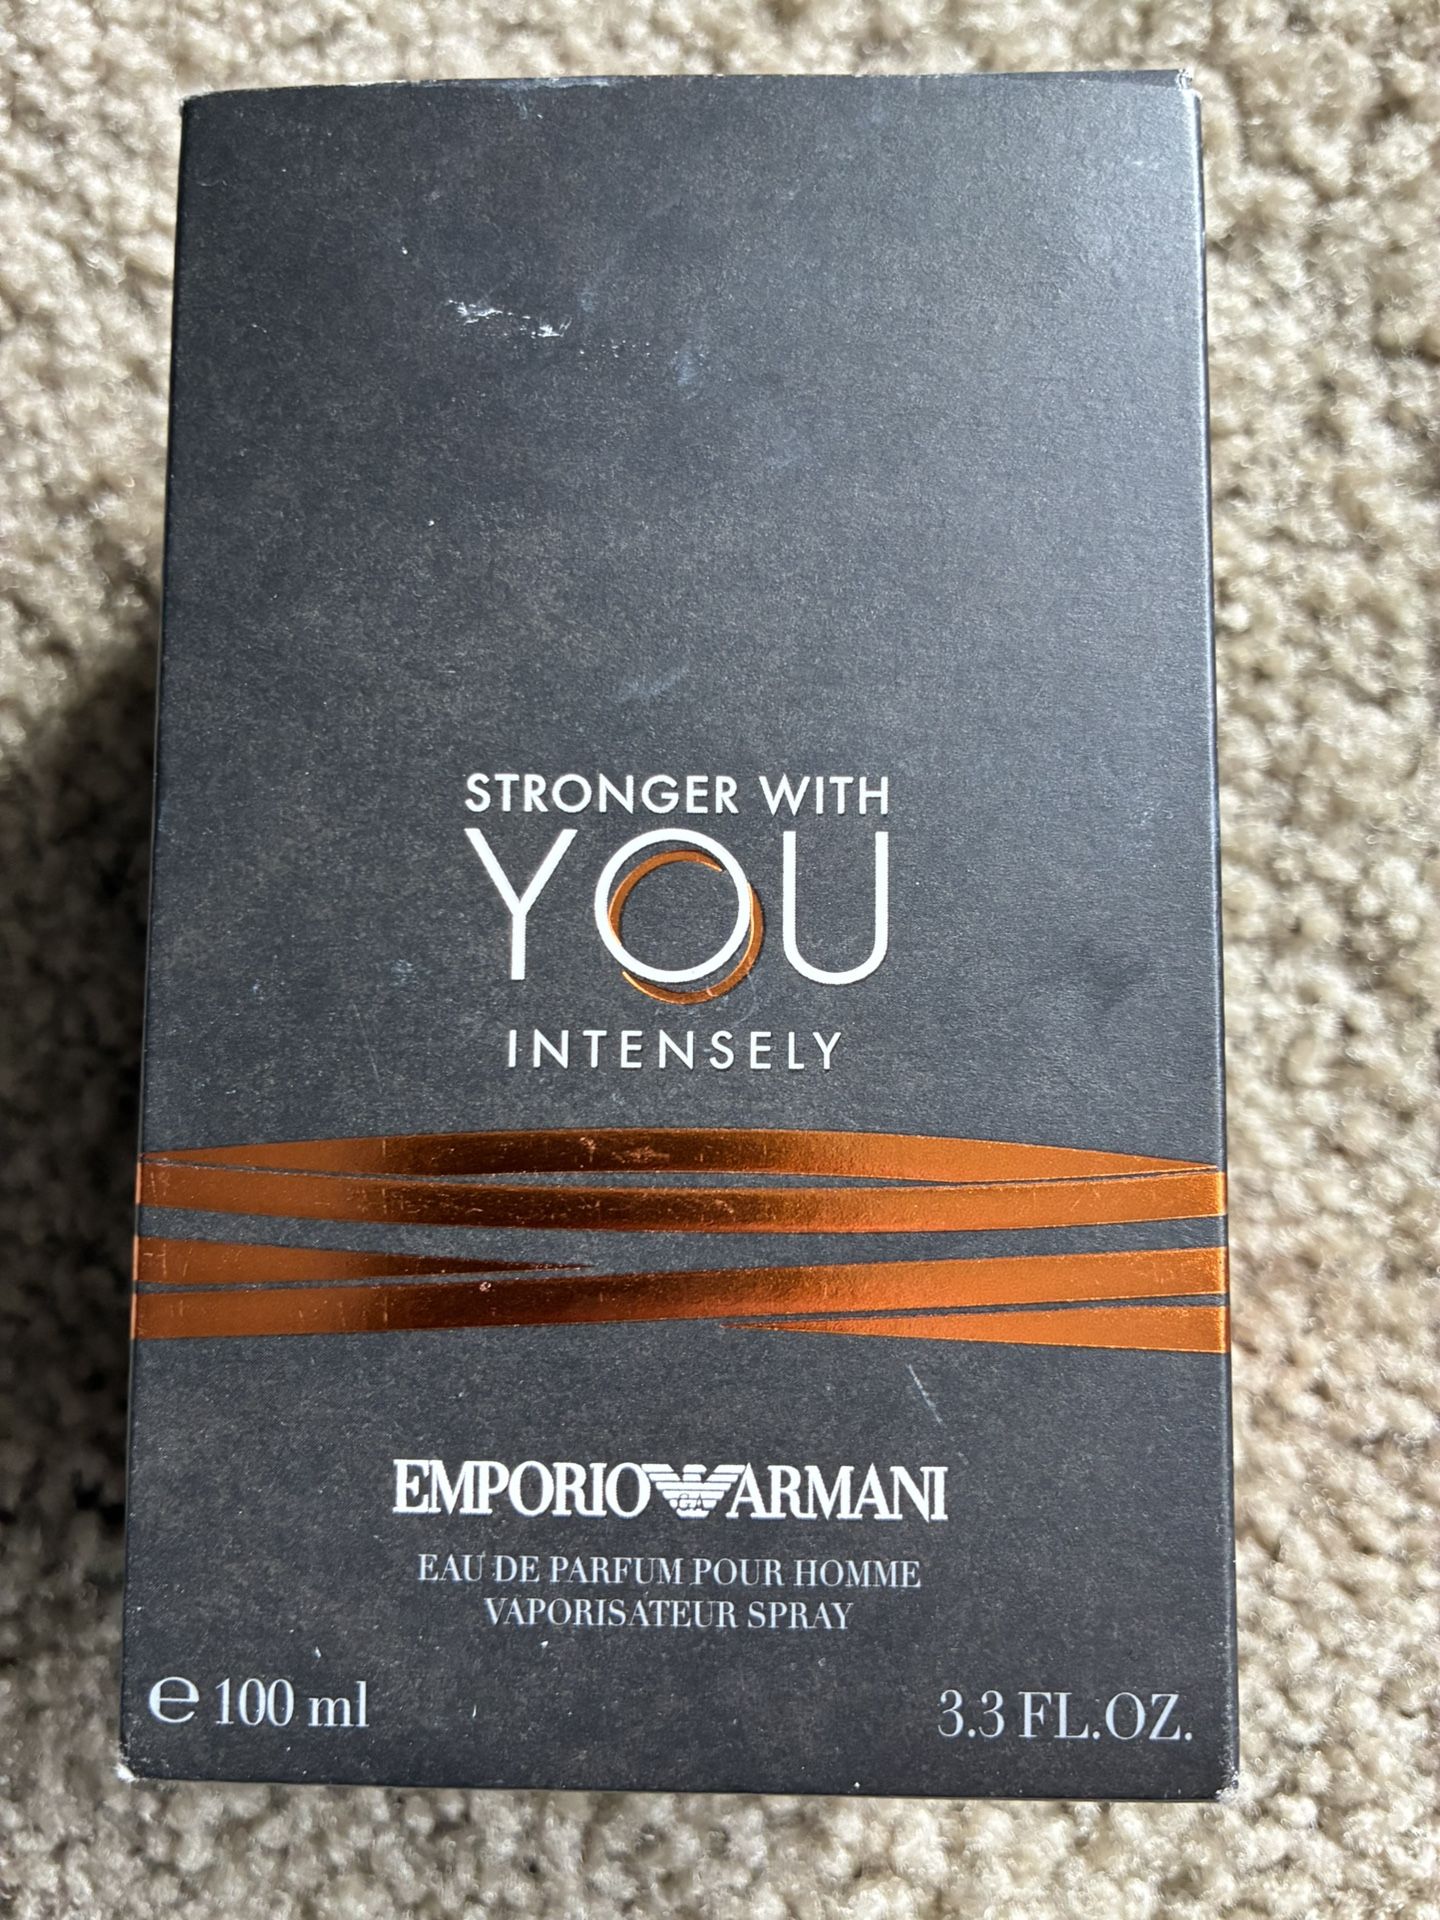 STRONGER WITH
YOU
INTENSELY
EMPORIO GA ARMANI
EAU DE PARFUM POUR HOMME
VAPORISATEUR SPRAY
℮ 100 ml
3.3 FL.OZ.